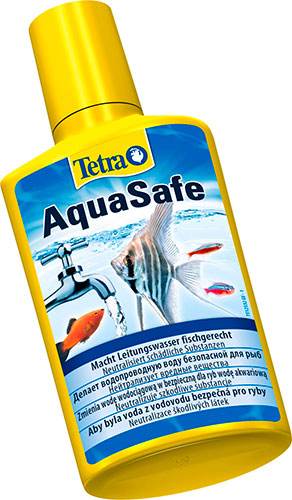 Tetra
AquaSafe
Macht Leitungswasser fischgerecht
Neutralisiert schädliche Substanzen
Делает водопроводную воду безопасной для рыб
Нейтрализует вредные вещества
Zmienia wodę wodociągową w bezpieczną dla ryb wodę akwariową
Neutralizuje szkodliwe substancje
Aby byla voda z vodovodu bezpečná pro ryby
Neutralizace škodlivých látek